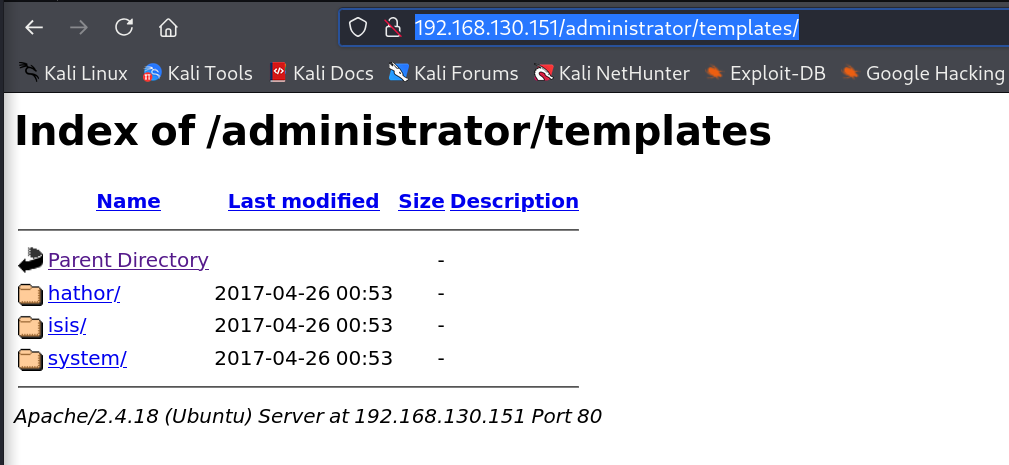 192.168.130.151/administrator/templates/
Kali Linux Kali Tools Kali Docs Kali Forums Kali NetHunter Exploit-DB Google Hacking
Index of /administrator/templates
Name Last modified Size Description
Parent Directory -
hathor/ 2017-04-26 00:53 -
isis/ 2017-04-26 00:53 -
system/ 2017-04-26 00:53 -
Apache/2.4.18 (Ubuntu) Server at 192.168.130.151 Port 80